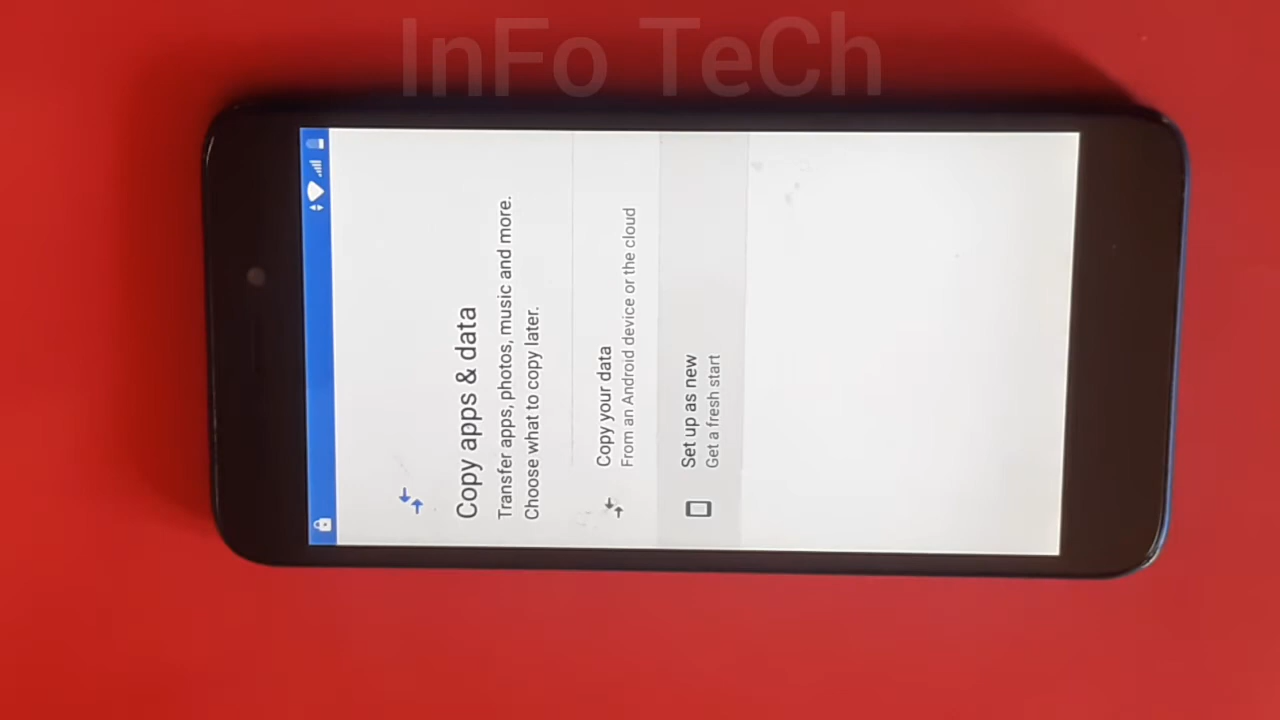 InFo TeCh
Copy apps & data
Transfer apps, photos, music and more.
Choose what to copy later.
Copy your data
From an Android device or the cloud
Set up as new
Get a fresh start